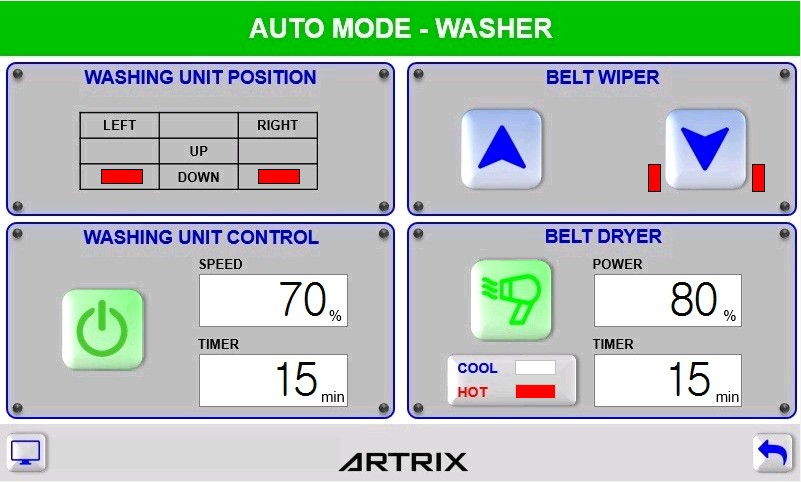 AUTO MODE - WASHER
WASHING UNIT POSITION
LEFT RIGHT
UP
DOWN
BELT WIPER
WASHING UNIT CONTROL
SPEED
70 %
TIMER
15 min
BELT DRYER
POWER
80 %
COOL
HOT
TIMER
15 min
ARTRIX